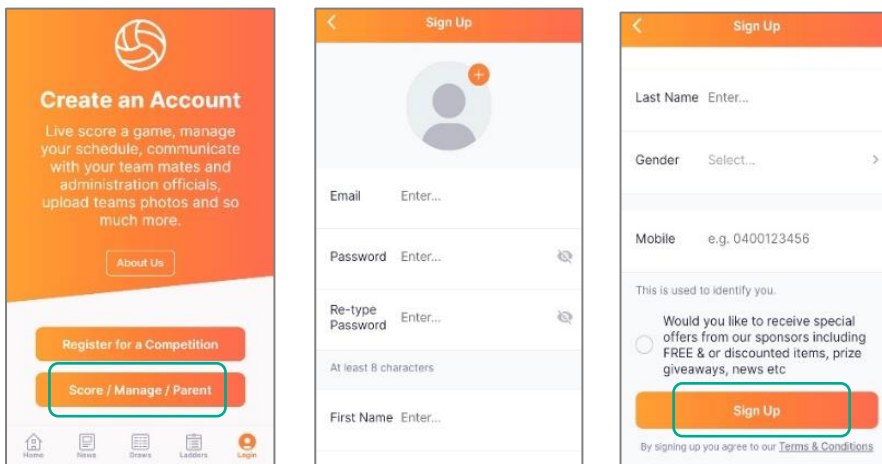 Create an Account
Live score a game, manage
your schedule, communicate
with your team mates and
administration officials,
upload teams photos and so
much more.
About Us
Register for a Competition
Score / Manage / Parent
Home News Draws Ladders Login
Sign Up
Email Enter...
Password Enter...
Re-type
Password Enter...
At least 8 characters
First Name Enter...
Sign Up
Last Name Enter...
Gender Select...
Mobile e.g. 0400123456
This is used to identify you.
Would you like to receive special
offers from our sponsors including
FREE & or discounted items, prize
giveaways, news etc
Sign Up
By signing up you agree to our Terms & Conditions